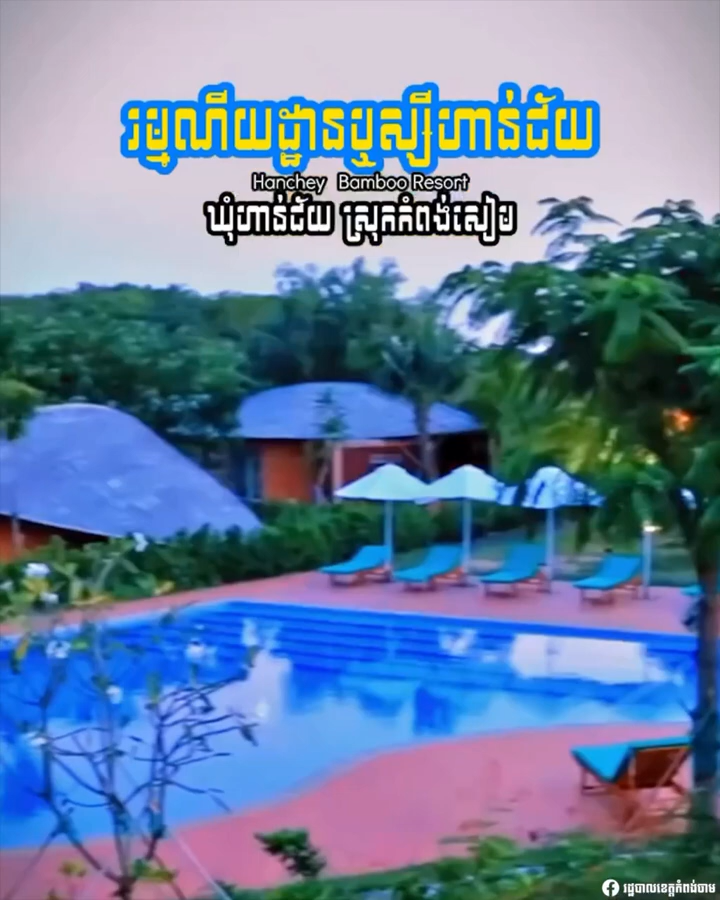 រម្មណីយដ្ឋានឬស្សីហាន់ជ័យ
Hanchey Bamboo Resort
ឃុំហាន់ជ័យ ស្រុកកំពង់សៀម
រដ្ឋបាលខេត្តកំពង់ចាម